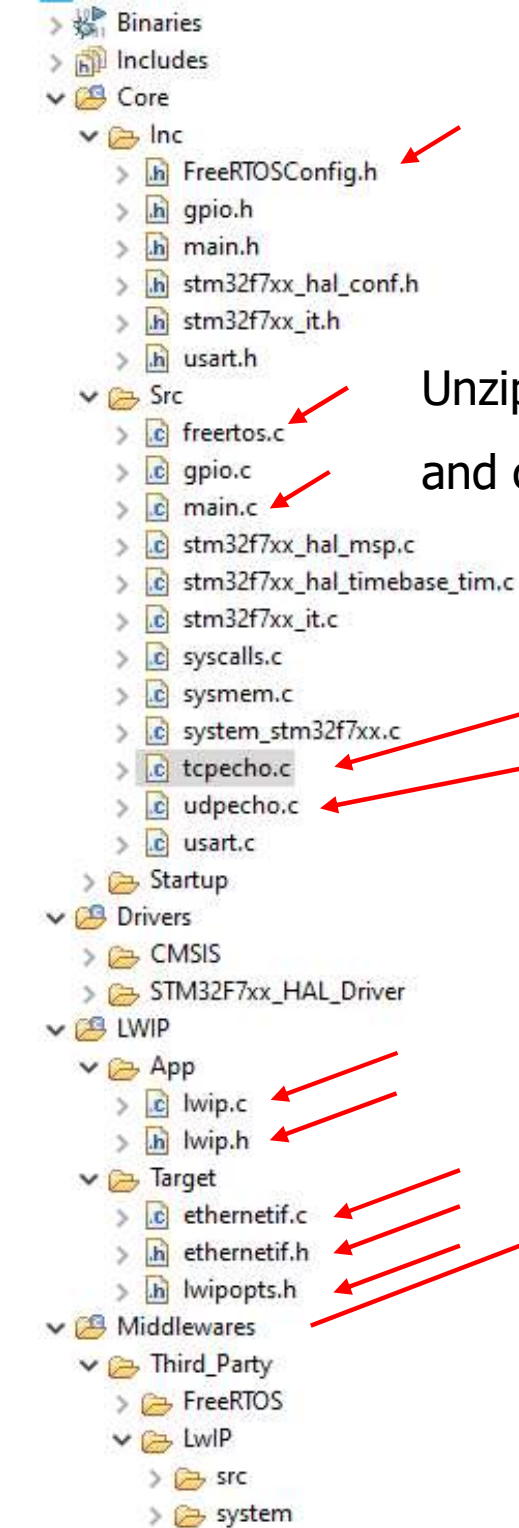 Binaries
Includes
Core
Inc
FreeRTOSConfig.h
gpio.h
main.h
stm32f7xx_hal_conf.h
stm32f7xx_it.h
usart.h
Src
Unzip
freertos.c
and
gpio.c
main.c
stm32f7xx_hal_msp.c
stm32f7xx_hal_timebase_tim.c
stm32f7xx_it.c
syscalls.c
sysmem.c
system_stm32f7xx.c
tcpecho.c
udpecho.c
usart.c
Startup
Drivers
CMSIS
STM32F7xx_HAL_Driver
LWIP
App
lwip.c
lwip.h
Target
ethernetif.c
ethernetif.h
lwipopts.h
Middlewares
Third_Party
FreeRTOS
LwIP
src
system